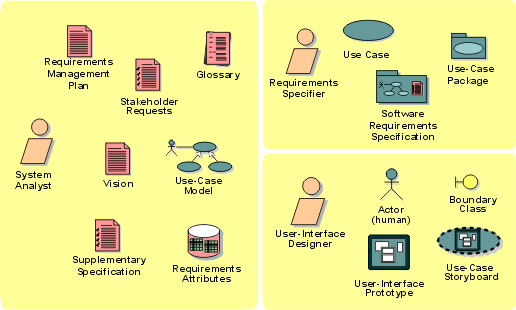 Requirements
Management
Plan
Glossary
Stakeholder
Requests
System
Analyst
Vision
Use-Case
Model
Supplementary
Specification
Requirements
Attributes
Requirements
Specifier
Use Case
Use-Case
Package
Software
Requirements
Specification
User-Interface
Designer
Actor
(human)
Boundary
Class
User-Interface
Prototype
Use-Case
Storyboard